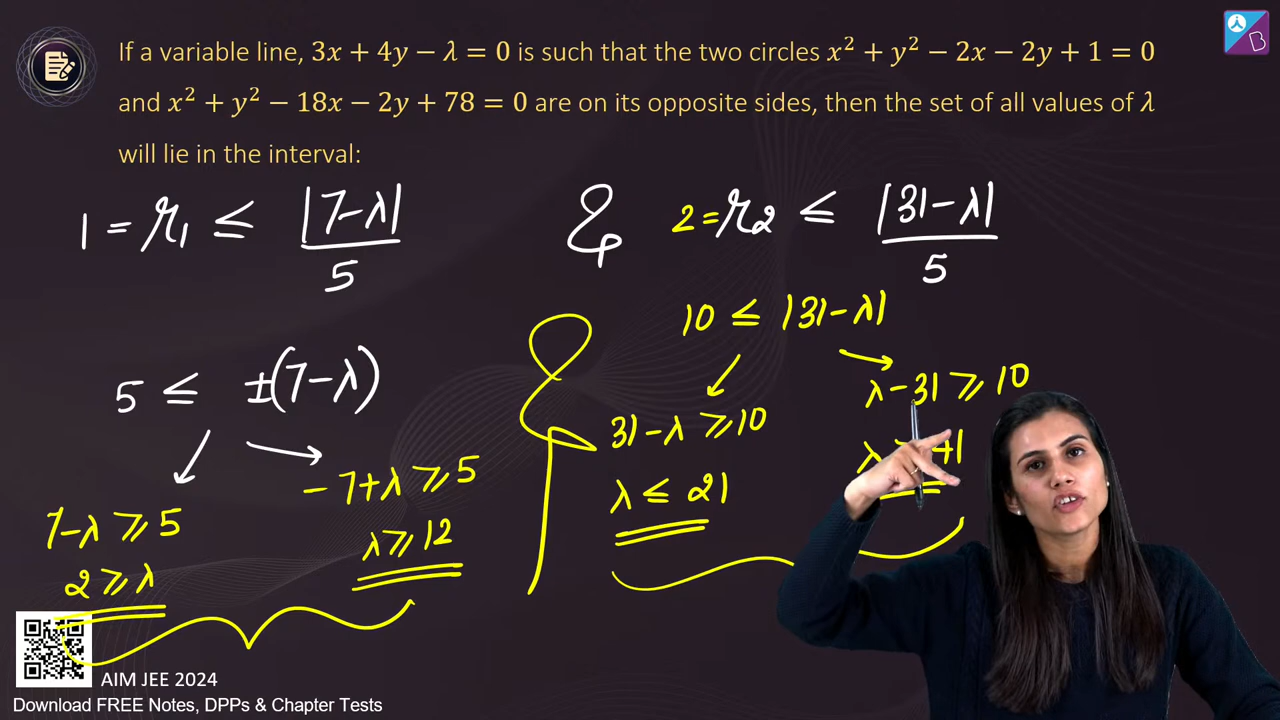 If a variable line, 3x + 4y − λ = 0 is such that the two circles x² + y² − 2x − 2y + 1 = 0
and x² + y² − 18x − 2y + 78 = 0 are on its opposite sides, then the set of all values of λ
will lie in the interval:
1 = r₁ ≤ |7−λ|/5 & 2 = r₂ ≤ |31−λ|/5
10 ≤ |31−λ|
5 ≤ ±(7−λ) &
λ−31 ≥ 10
31−λ ≥ 10
λ ≤ 21
−7+λ ≥ 5
λ ≥ 12
7−λ ≥ 5
2 ≥ λ
AIM JEE 2024
Download FREE Notes, DPPs & Chapter Tests
B